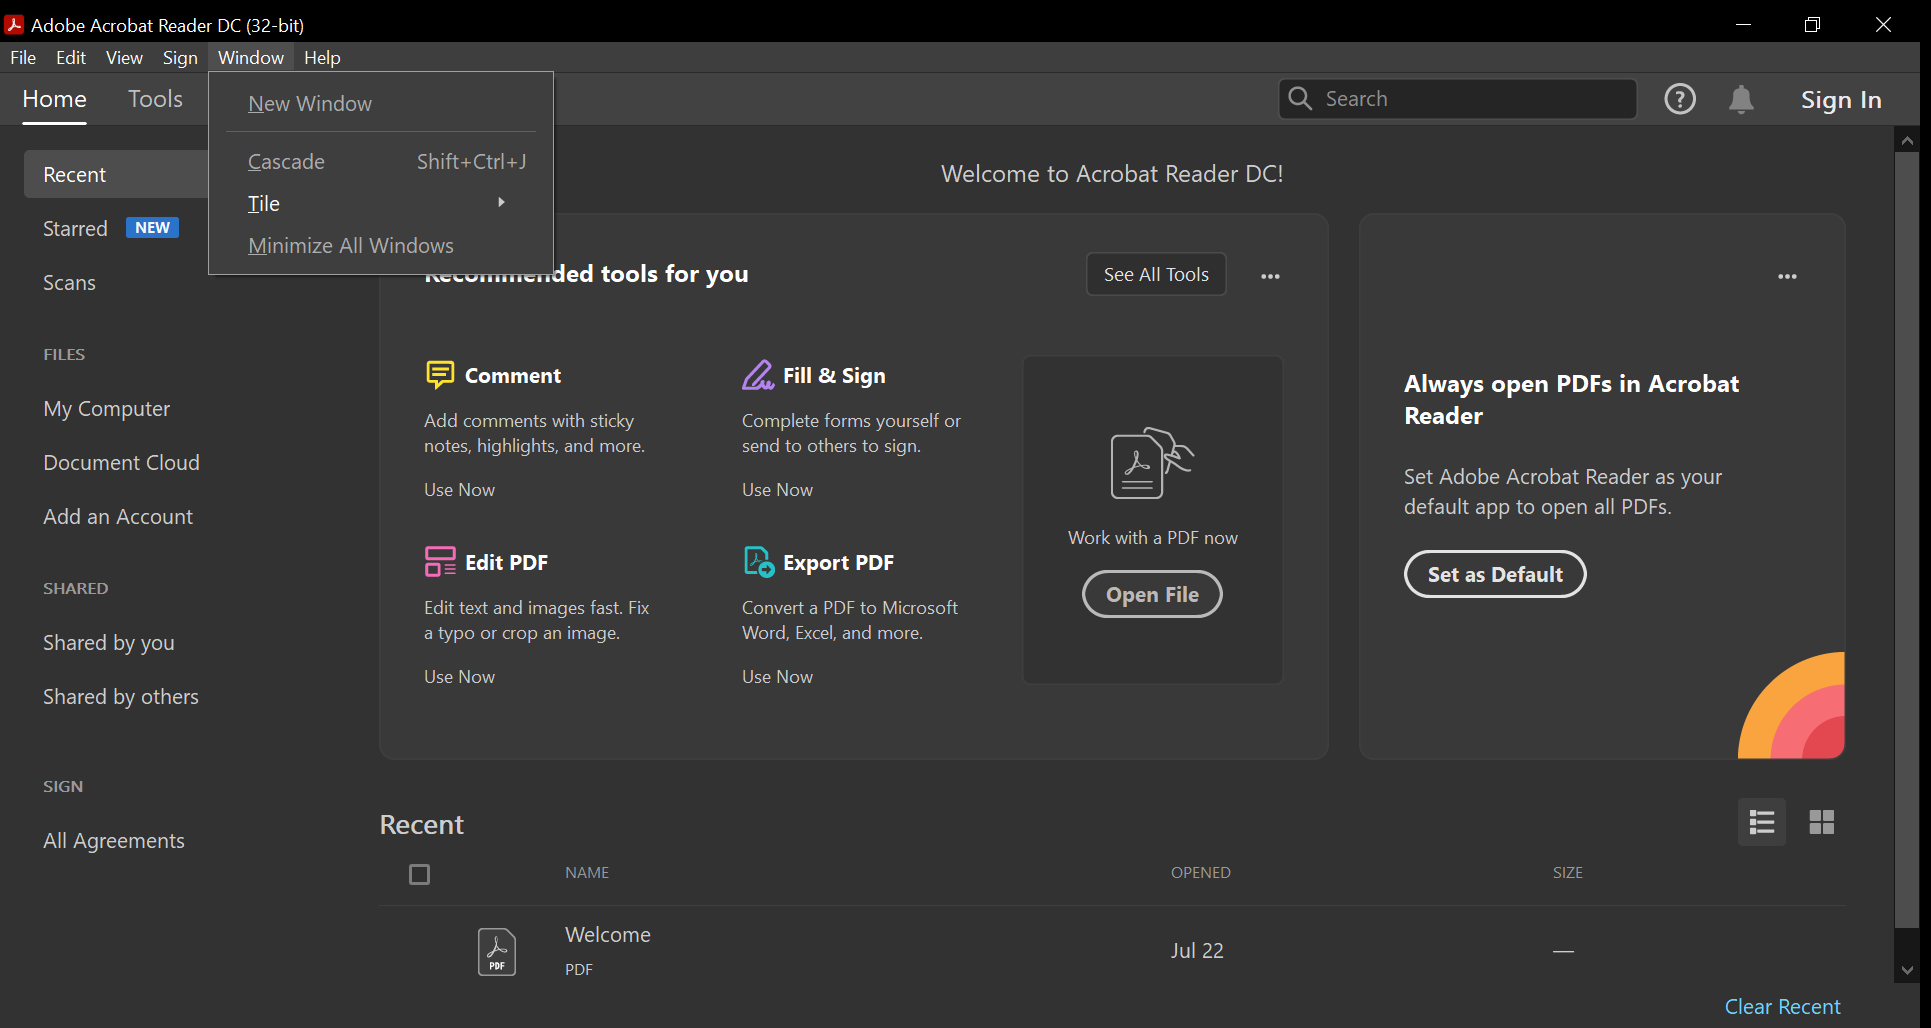 Adobe Acrobat Reader DC (32-bit)
File Edit View Sign Window Help
Home Tools
Search
Sign In
New Window
Cascade Shift+Ctrl+J
Tile
Minimize All Windows
Recent
Starred NEW
Scans
FILES
My Computer
Document Cloud
Add an Account
SHARED
Shared by you
Shared by others
SIGN
All Agreements
Welcome to Acrobat Reader DC!
Recommended tools for you
See All Tools
Comment
Add comments with sticky
notes, highlights, and more.
Use Now
Fill & Sign
Complete forms yourself or
send to others to sign.
Use Now
Edit PDF
Edit text and images fast. Fix
a typo or crop an image.
Use Now
Export PDF
Convert a PDF to Microsoft
Word, Excel, and more.
Use Now
Work with a PDF now
Open File
Always open PDFs in Acrobat
Reader
Set Adobe Acrobat Reader as your
default app to open all PDFs.
Set as Default
Recent
NAME OPENED SIZE
PDF
Welcome
PDF
Jul 22 —
Clear Recent